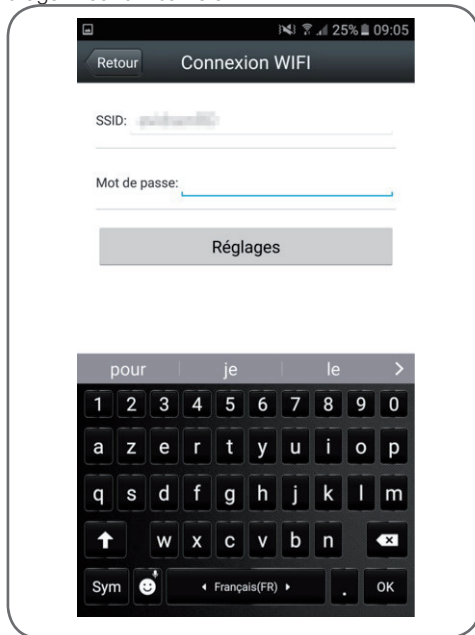 25% 09:05
Retour Connexion WIFI
SSID:
Mot de passe:
Réglages
pour je le >
1 2 3 4 5 6 7 8 9 0
a z e r t y u i o p
q s d f g h j k l m
w x c v b n
Sym Français(FR) . OK